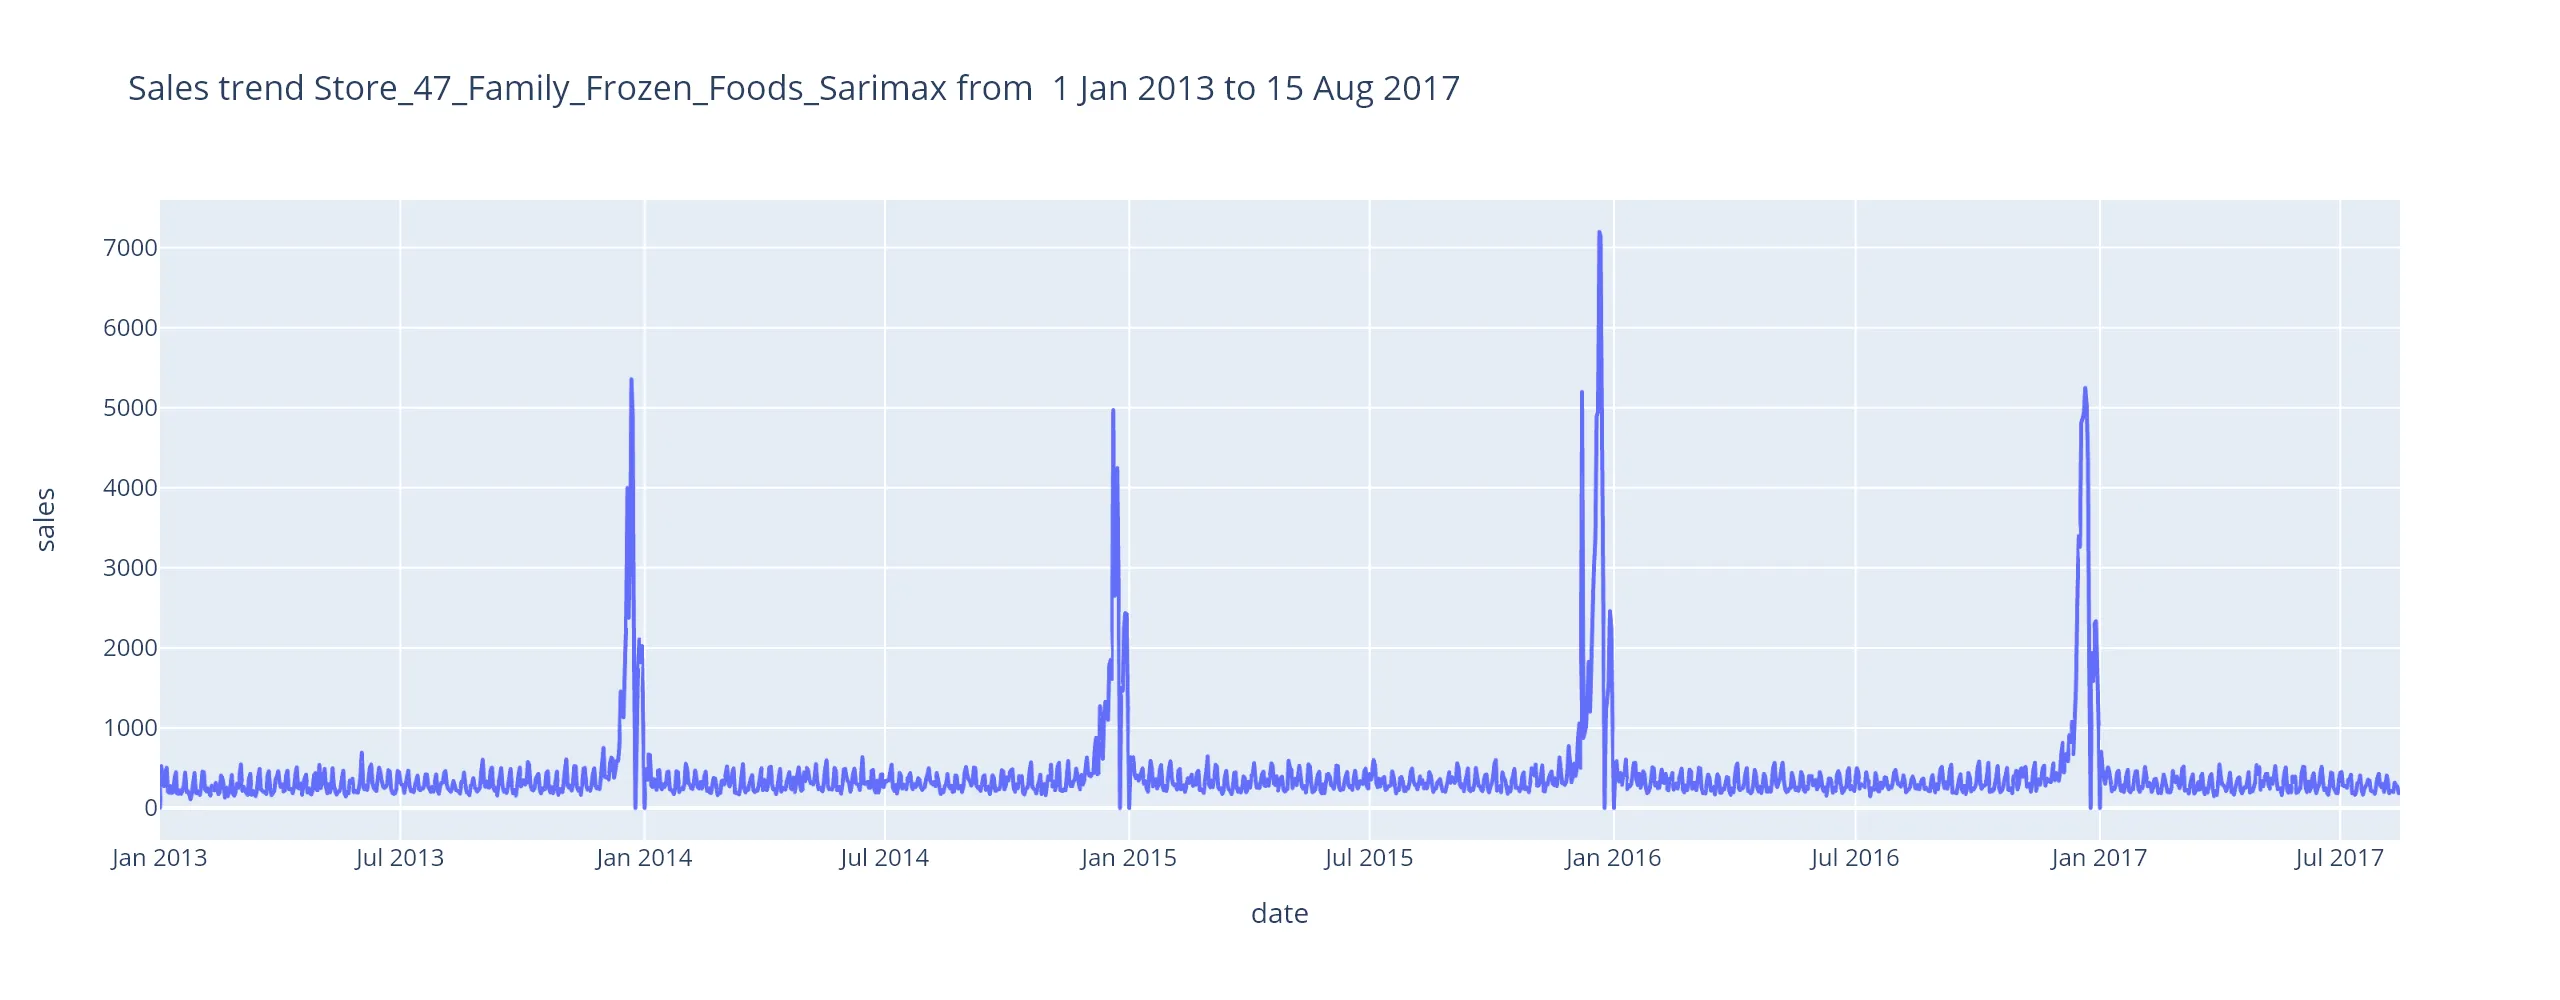 Sales trend Store_47_Family_Frozen_Foods_Sarimax from  1 Jan 2013 to 15 Aug 2017
7000
6000
5000
4000
3000
2000
1000
0
sales
Jan 2013 Jul 2013 Jan 2014 Jul 2014 Jan 2015 Jul 2015 Jan 2016 Jul 2016 Jan 2017 Jul 2017
date